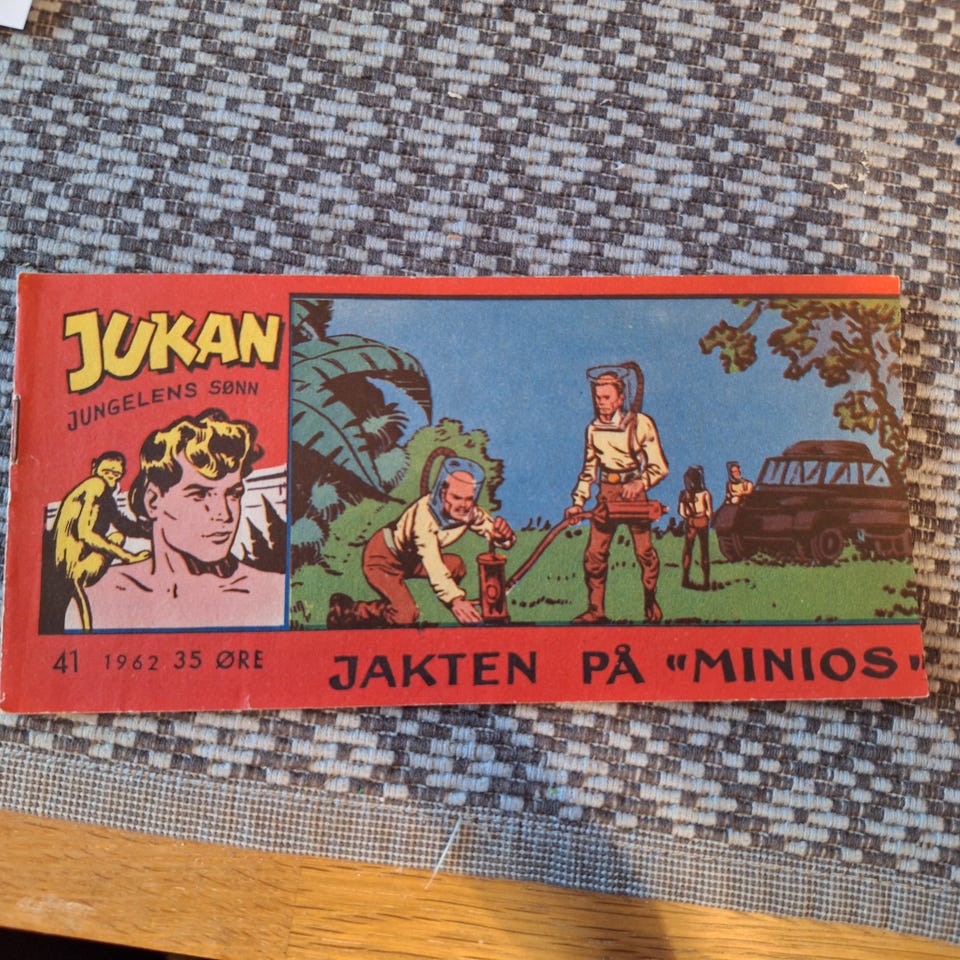 JUKAN
JUNGELENS SØNN
41 1962 35 ØRE
JAKTEN PÅ "MINIOS"